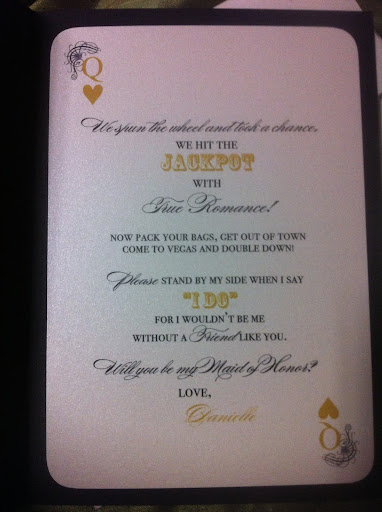 Q
We spun the wheel and took a chance,
WE HIT THE
JACKPOT
WITH
True Romance!
NOW PACK YOUR BAGS, GET OUT OF TOWN
COME TO VEGAS AND DOUBLE DOWN!
Please STAND BY MY SIDE WHEN I SAY
"I DO"
FOR I WOULDN'T BE ME
WITHOUT A Friend LIKE YOU.
Will you be my Maid of Honor?
LOVE,
Danielle
Q